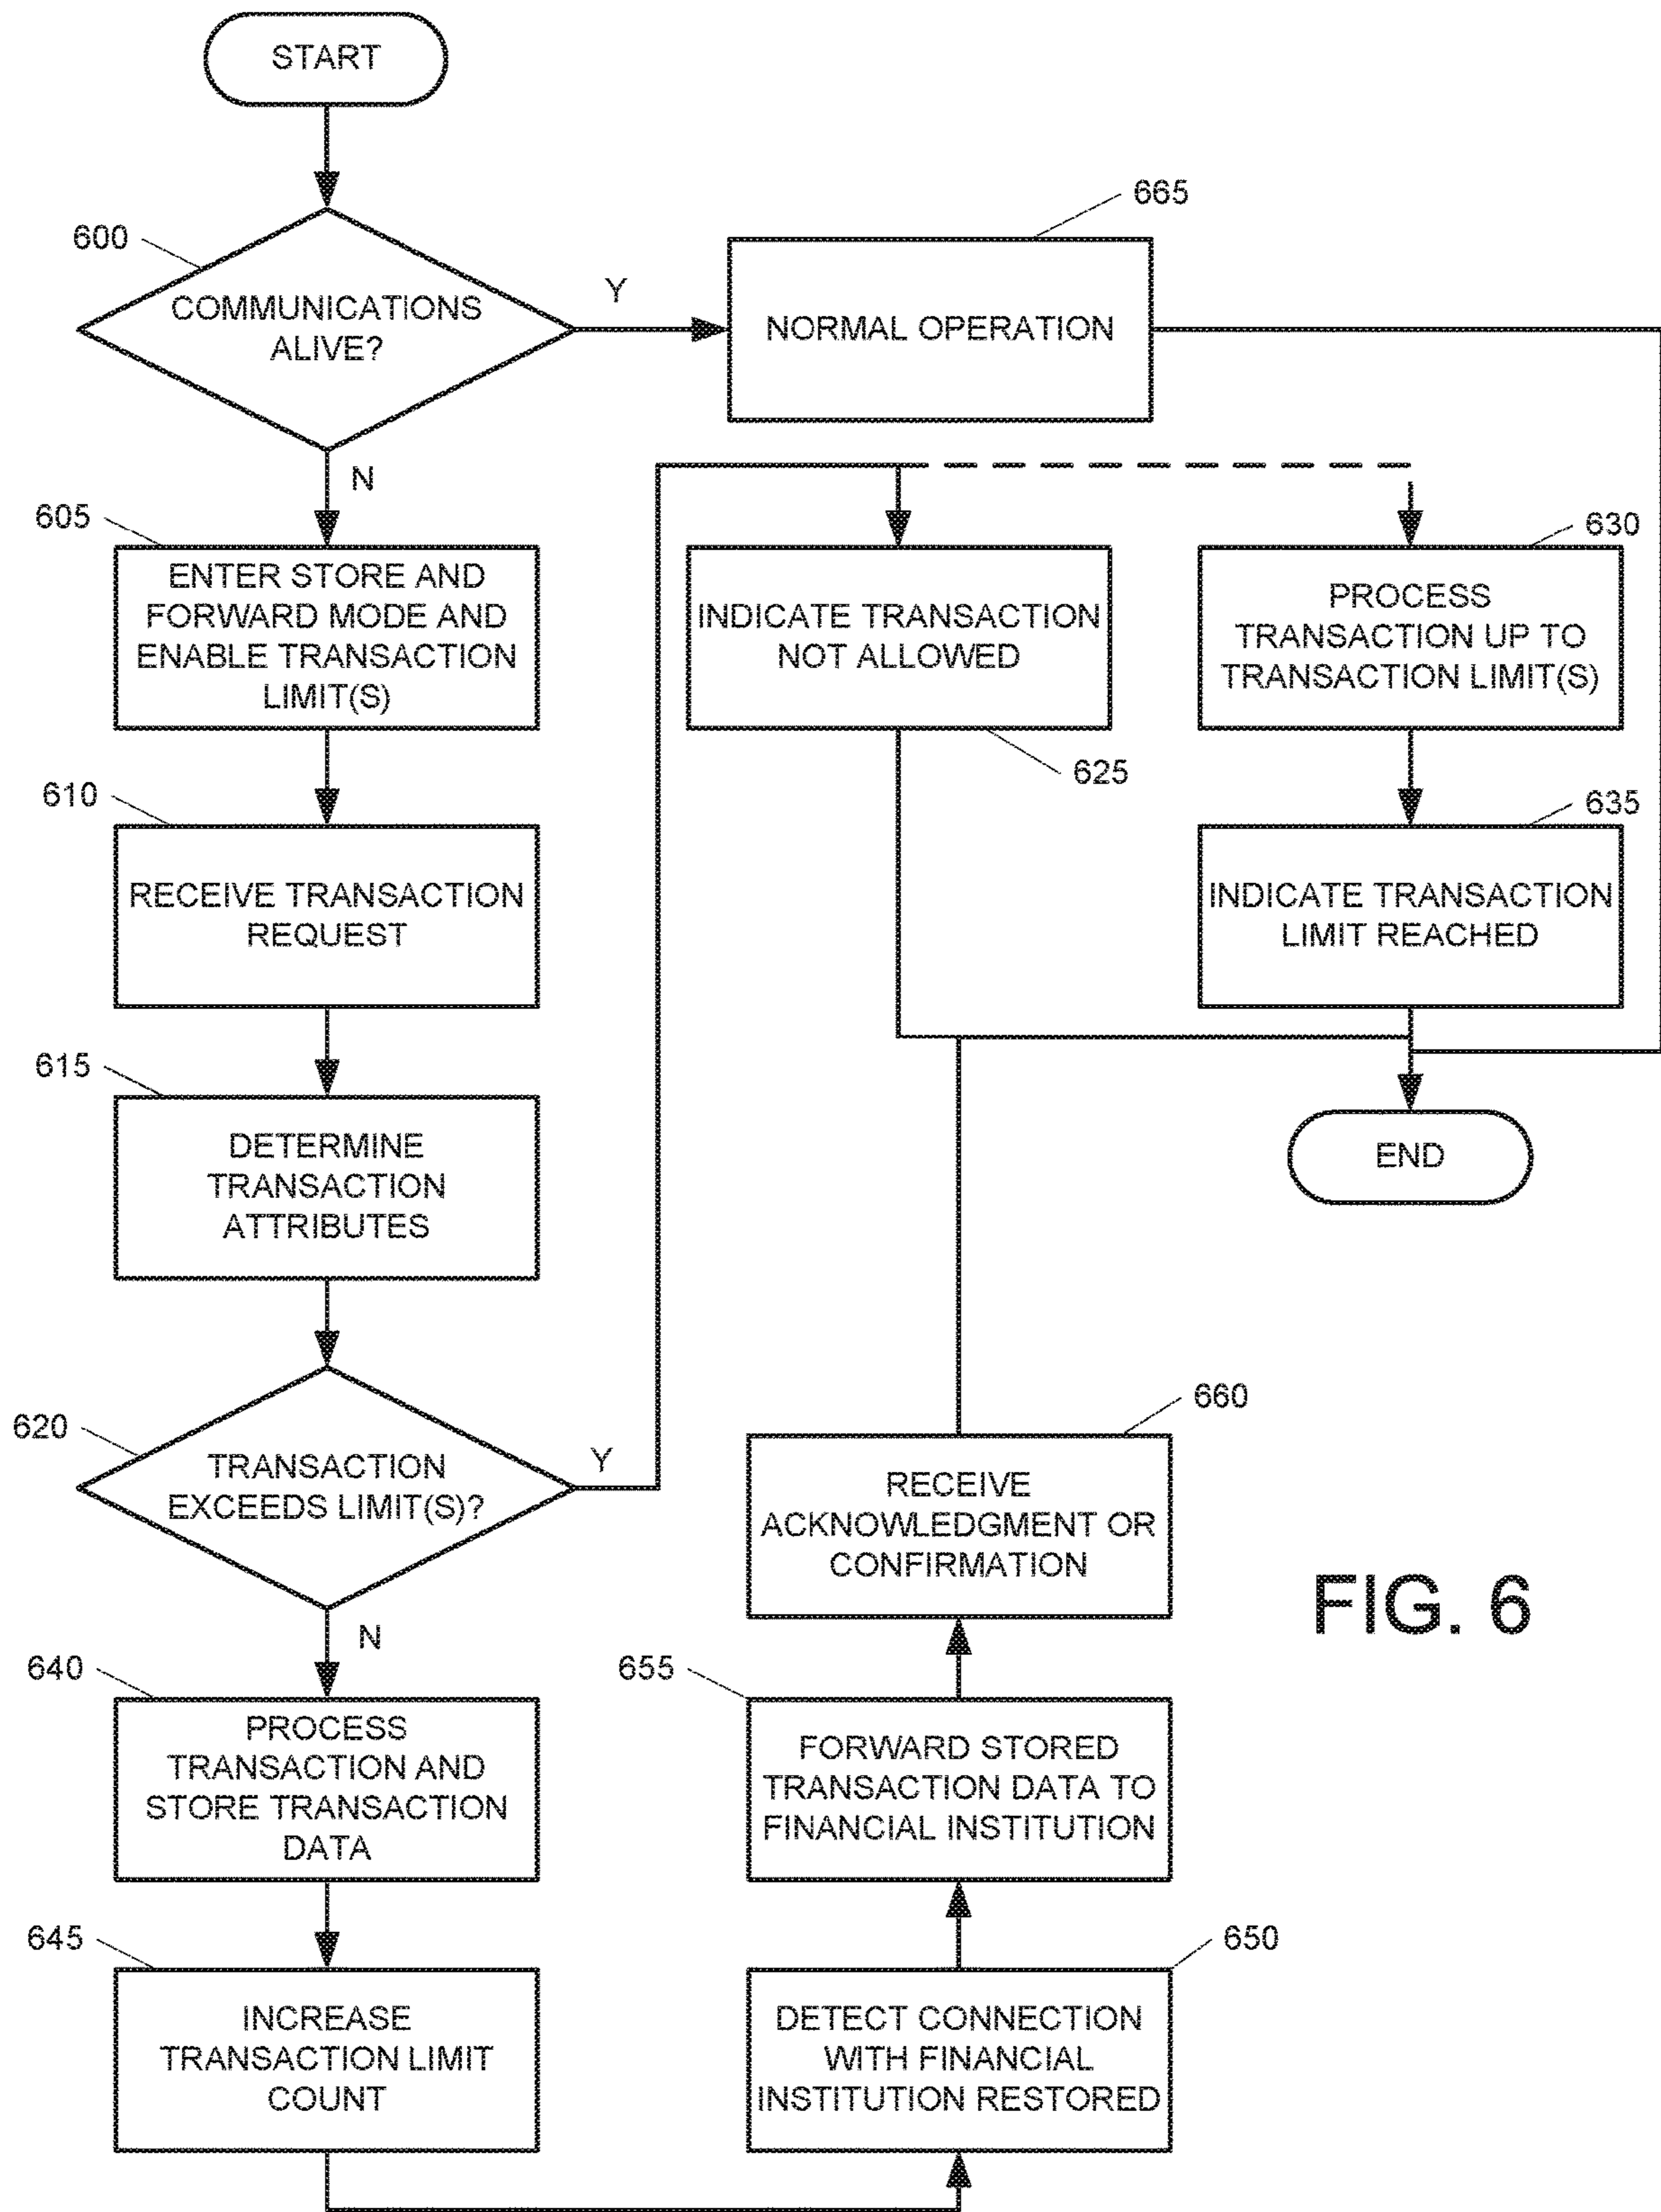 START
600
COMMUNICATIONS
ALIVE?
Y
N
665
NORMAL OPERATION
605
ENTER STORE AND
FORWARD MODE AND
ENABLE TRANSACTION
LIMIT(S)
INDICATE TRANSACTION
NOT ALLOWED
625
630
PROCESS
TRANSACTION UP TO
TRANSACTION LIMIT(S)
610
RECEIVE TRANSACTION
REQUEST
635
INDICATE TRANSACTION
LIMIT REACHED
615
DETERMINE
TRANSACTION
ATTRIBUTES
END
620
TRANSACTION
EXCEEDS LIMIT(S)?
Y
N
660
RECEIVE
ACKNOWLEDGMENT OR
CONFIRMATION
FIG. 6
640
PROCESS
TRANSACTION AND
STORE TRANSACTION
DATA
655
FORWARD STORED
TRANSACTION DATA TO
FINANCIAL INSTITUTION
645
INCREASE
TRANSACTION LIMIT
COUNT
650
DETECT CONNECTION
WITH FINANCIAL
INSTITUTION RESTORED